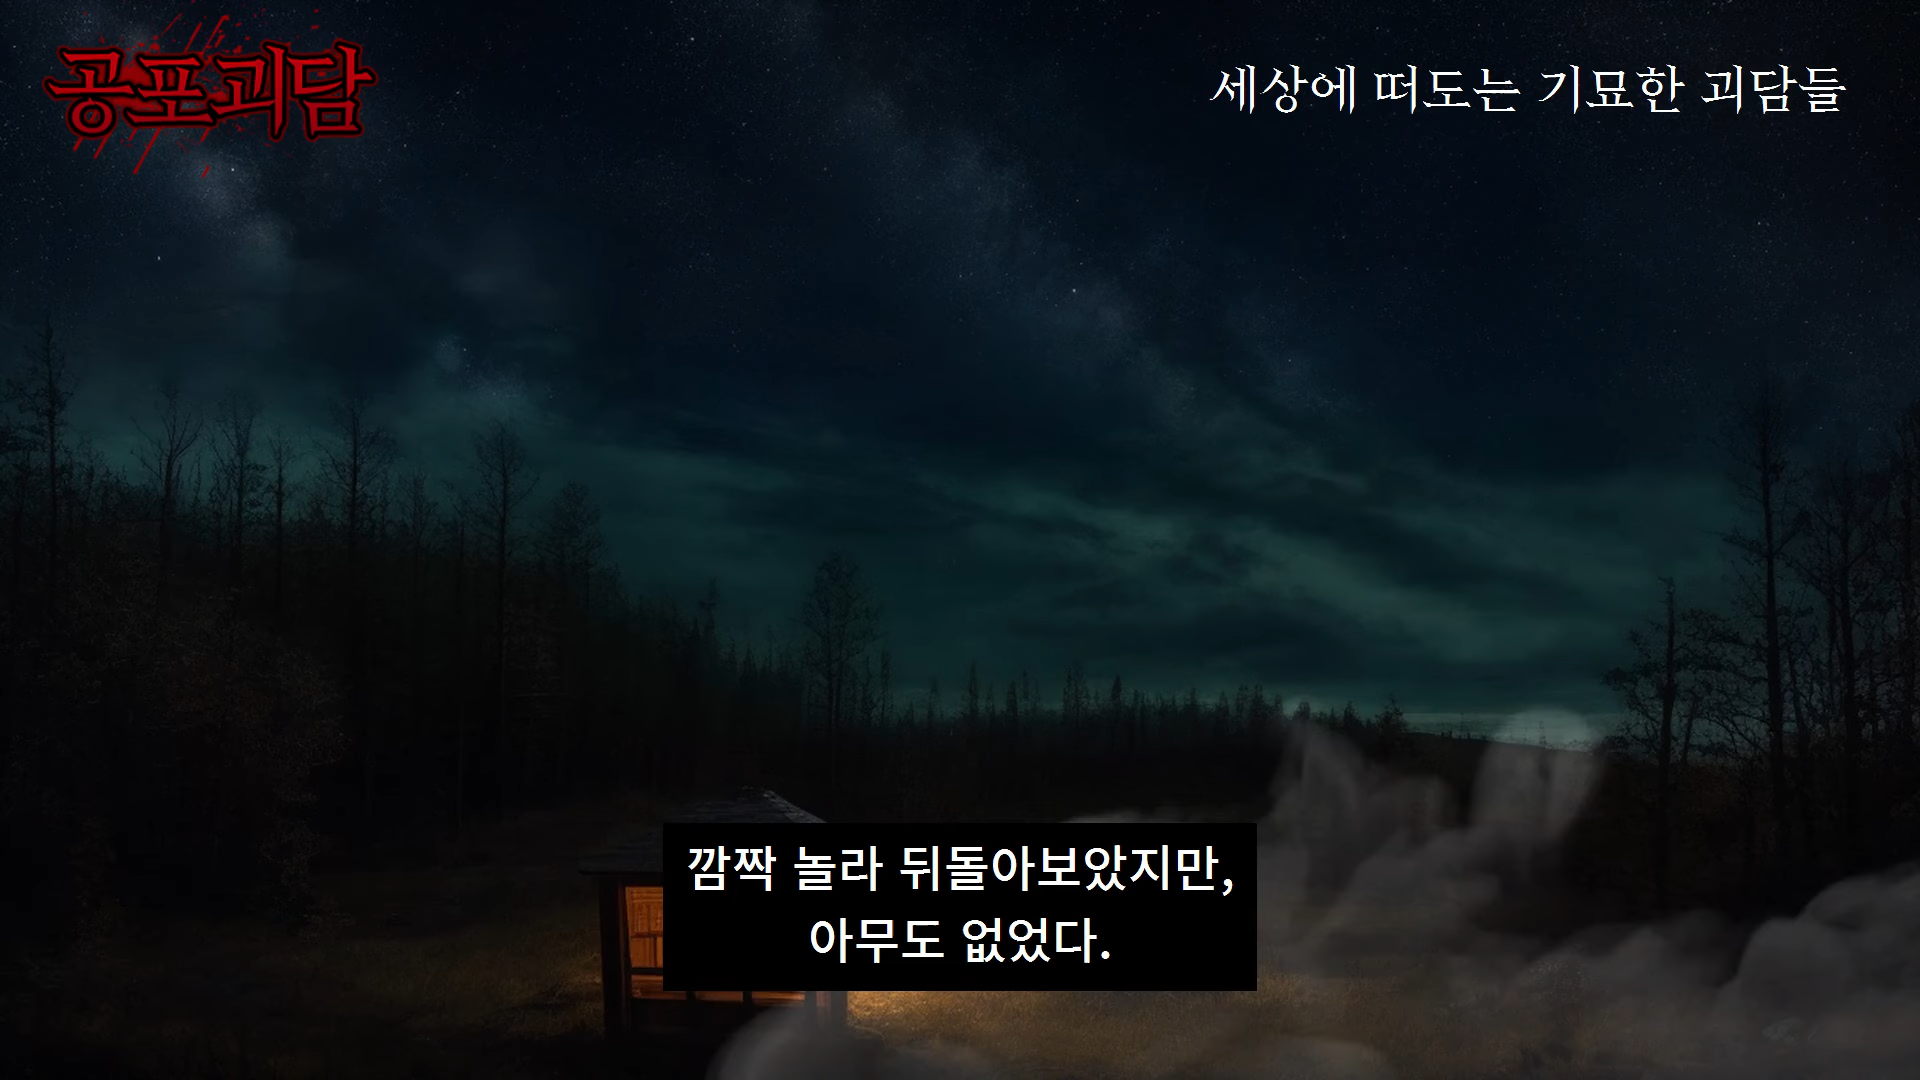 공포괴담
세상에 떠도는 기묘한 괴담들
깜짝 놀라 뒤돌아보았지만,
아무도 없었다.